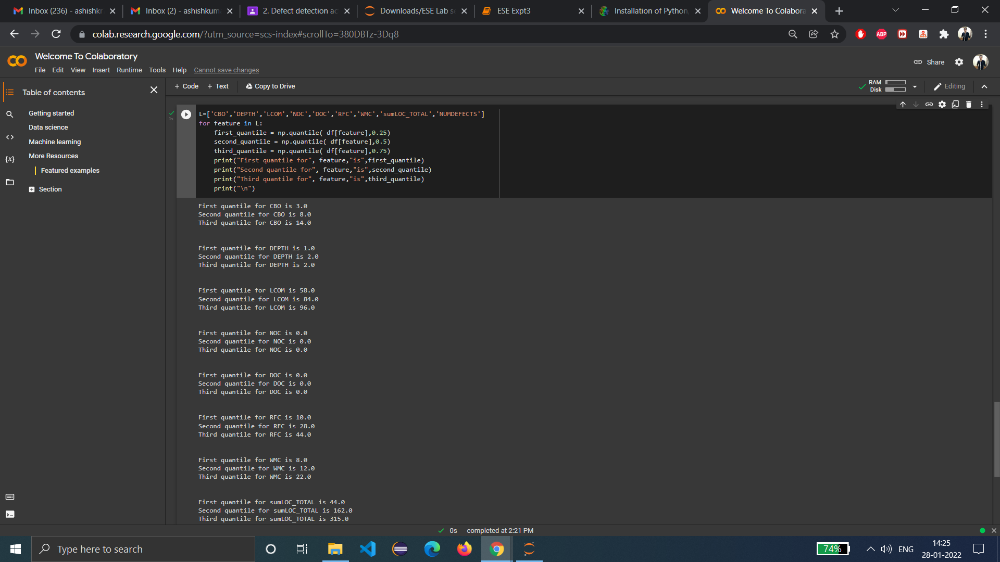 Inbox (236) - ashishkr
Inbox (2) - ashishkuma
2. Defect detection ac
Downloads/ESE Lab se
ESE Expt3
Installation of Python,
Welcome To Colabora
colab.research.google.com/?utm_source=scs-index#scrollTo=380DBTz-3Dq8
ABP
Welcome To Colaboratory
File Edit View Insert Runtime Tools Help Cannot save changes
Share
Table of contents
+ Code + Text Copy to Drive
RAM
Disk
Editing
Getting started
Data science
Machine learning
More Resources
Featured examples
Section
{x}
0s
L=['CBO','DEPTH','LCOM','NOC','DOC','RFC','WMC','sumLOC_TOTAL','NUMDEFECTS']
for feature in L:
    first_quantile = np.quantile( df[feature],0.25)
    second_quantile = np.quantile( df[feature],0.5)
    third_quantile = np.quantile( df[feature],0.75)
    print("First quantile for", feature,"is",first_quantile)
    print("Second quantile for", feature,"is",second_quantile)
    print("Third quantile for", feature,"is",third_quantile)
    print("\n")
First quantile for CBO is 3.0
Second quantile for CBO is 8.0
Third quantile for CBO is 14.0
First quantile for DEPTH is 1.0
Second quantile for DEPTH is 2.0
Third quantile for DEPTH is 2.0
First quantile for LCOM is 58.0
Second quantile for LCOM is 84.0
Third quantile for LCOM is 96.0
First quantile for NOC is 0.0
Second quantile for NOC is 0.0
Third quantile for NOC is 0.0
First quantile for DOC is 0.0
Second quantile for DOC is 0.0
Third quantile for DOC is 0.0
First quantile for RFC is 10.0
Second quantile for RFC is 28.0
Third quantile for RFC is 44.0
First quantile for WMC is 8.0
Second quantile for WMC is 12.0
Third quantile for WMC is 22.0
First quantile for sumLOC_TOTAL is 44.0
Second quantile for sumLOC_TOTAL is 162.0
Third quantile for sumLOC_TOTAL is 315.0
0s completed at 2:21 PM
Type here to search
74%
ENG
14:25
28-01-2022